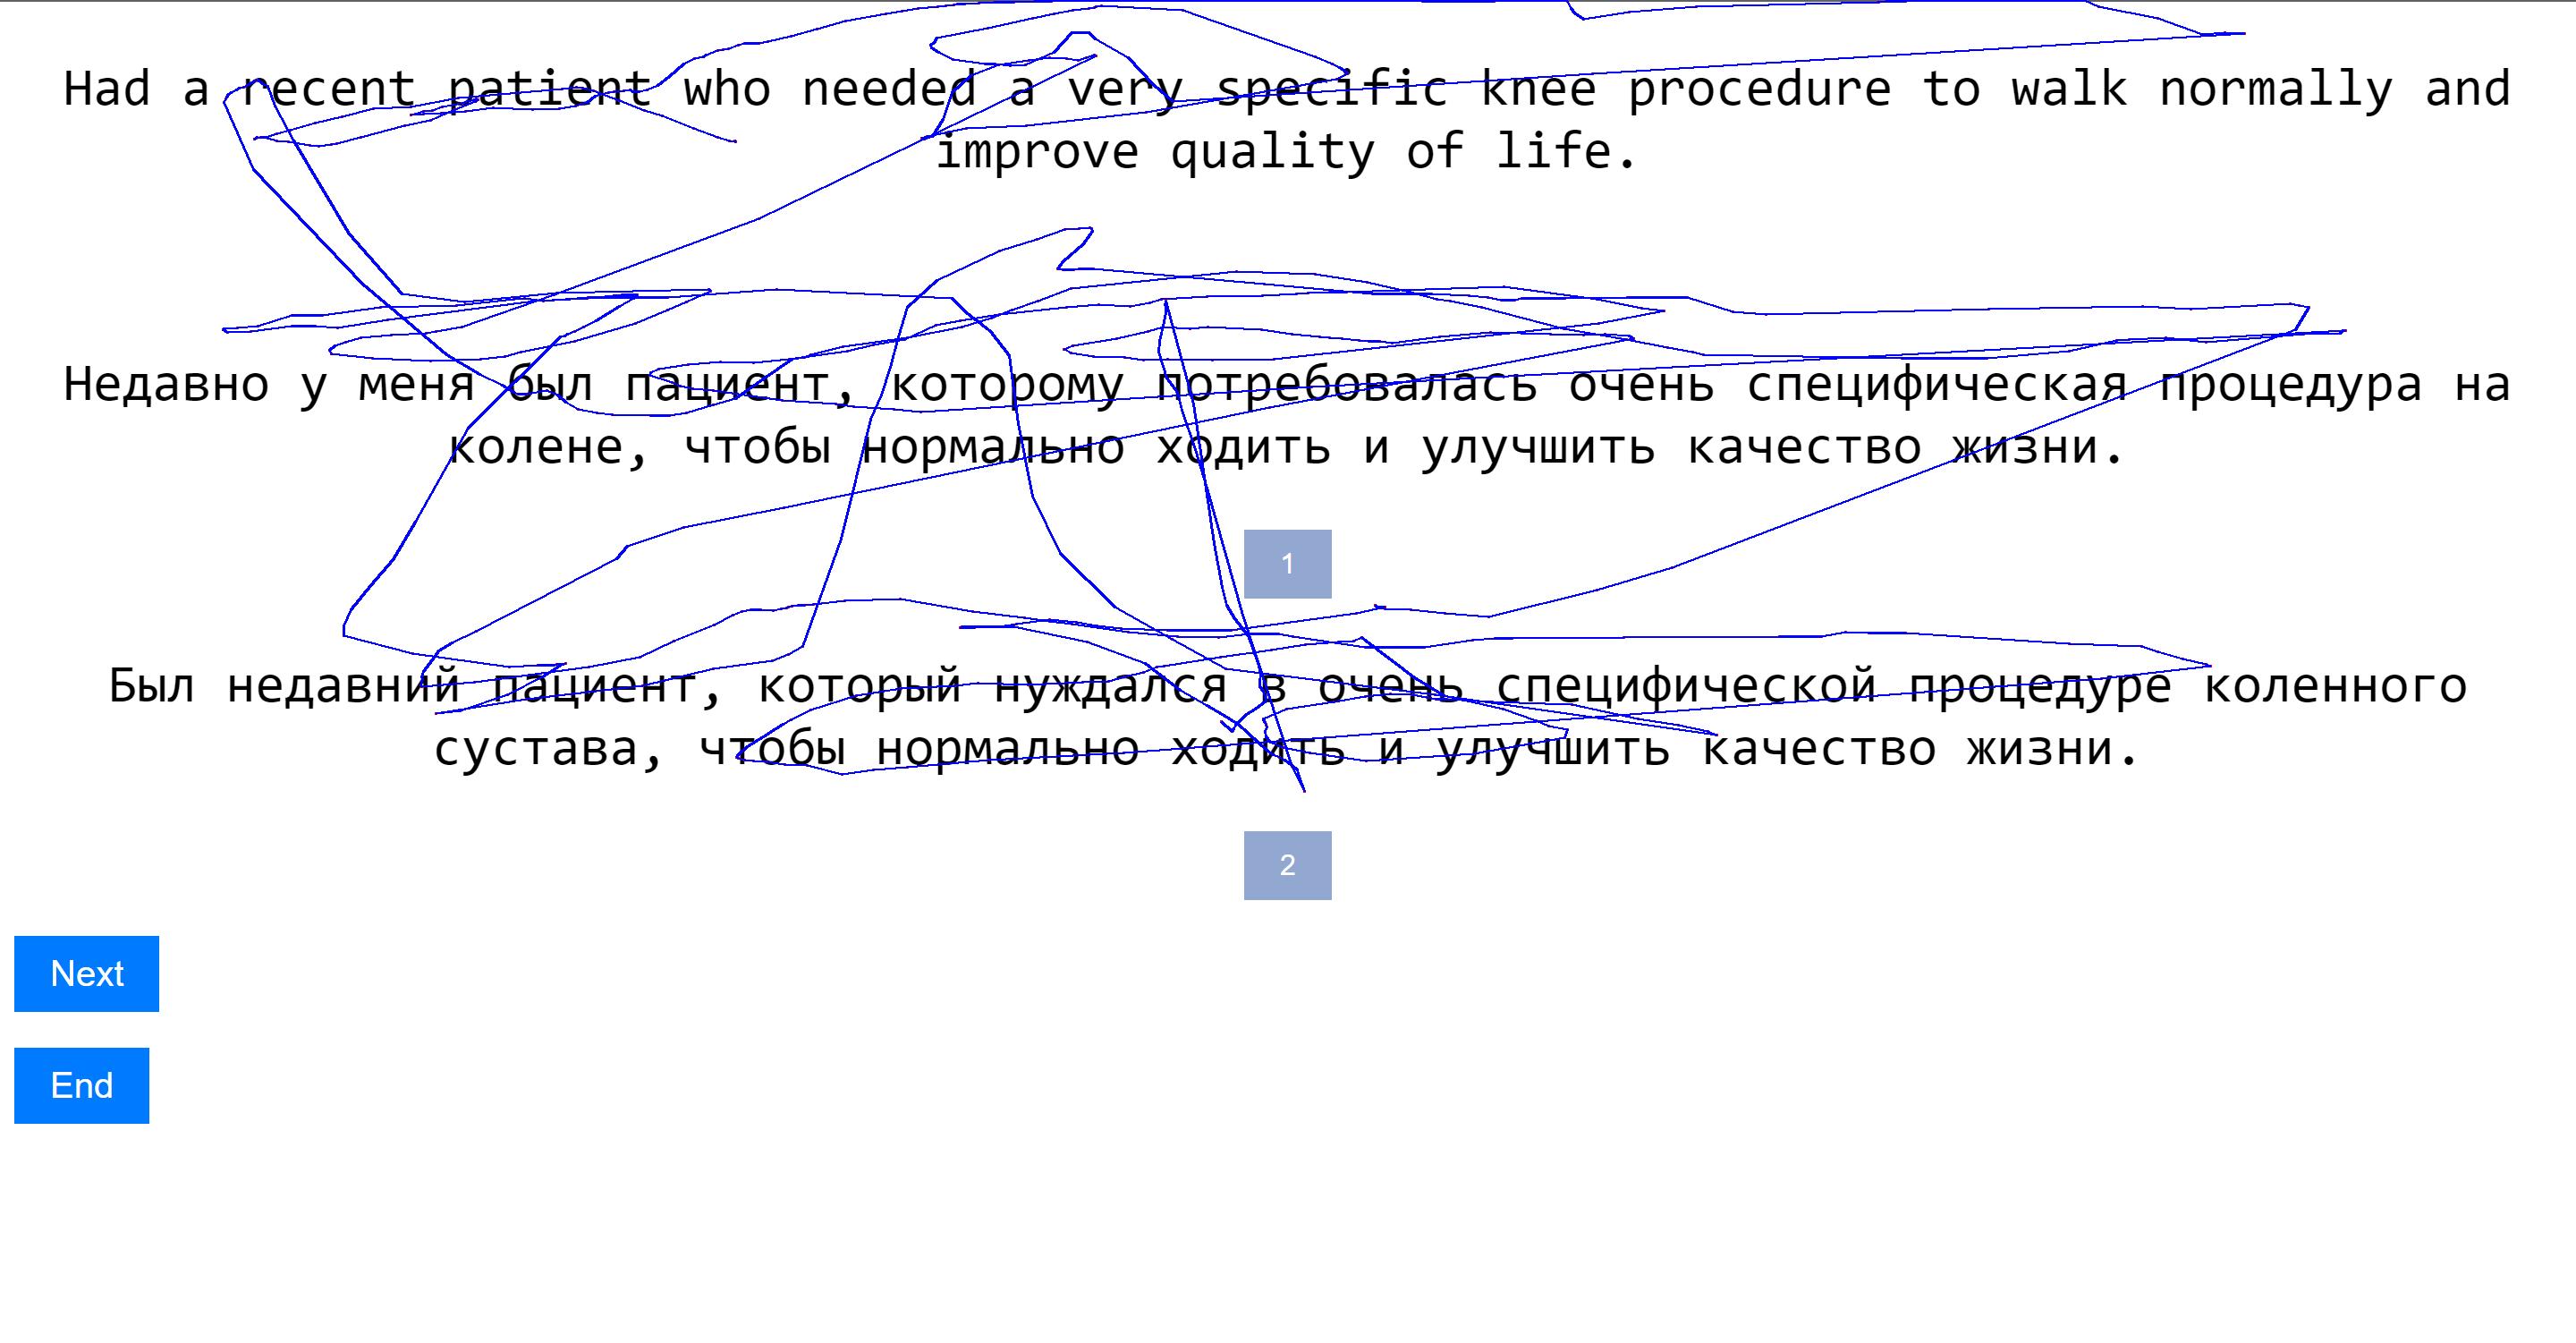 Had a recent patient who needed a very specific knee procedure to walk normally and
improve quality of life.
Недавно у меня был пациент, которому потребовалась очень специфическая процедура на
колене, чтобы нормально ходить и улучшить качество жизни.
1
Был недавний пациент, который нуждался в очень специфической процедуре коленного
сустава, чтобы нормально ходить и улучшить качество жизни.
2
Next
End